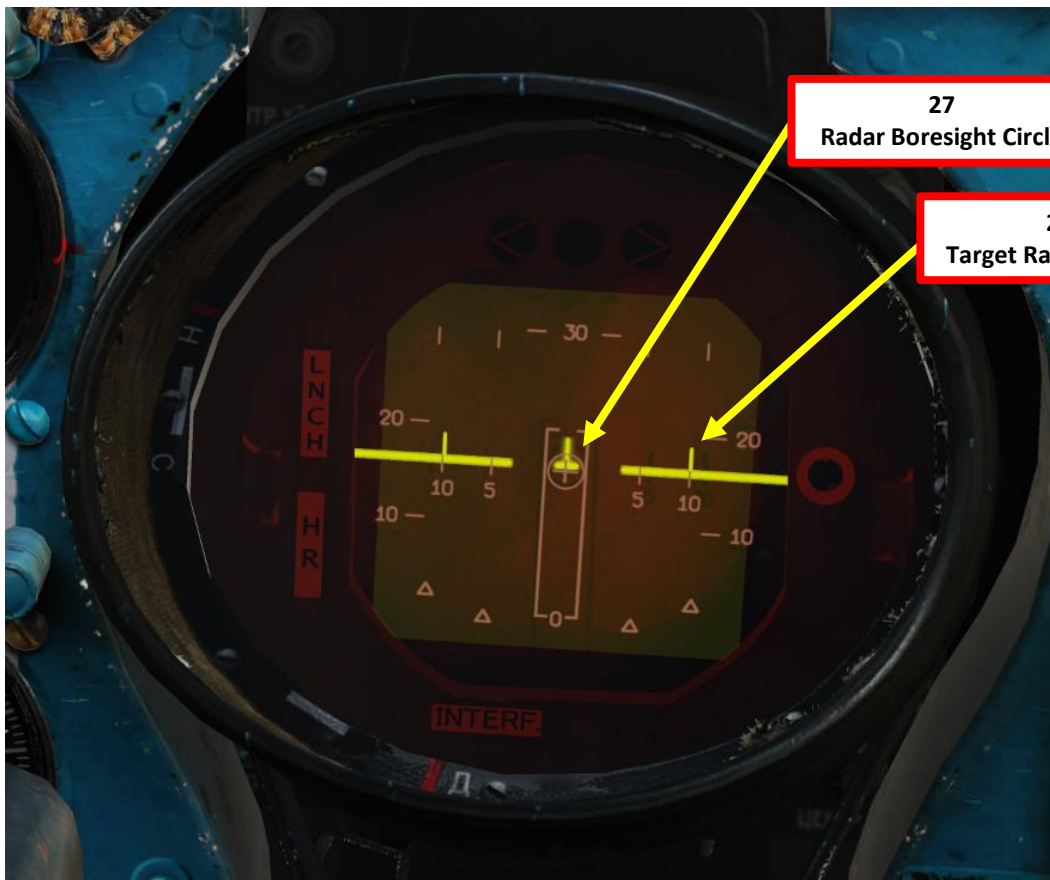 27
Radar Boresight Circl
2
Target Ra
30
20
20
10 5
5 10
10
10
0
LNCH
HR
INTERF.
H
C
Д